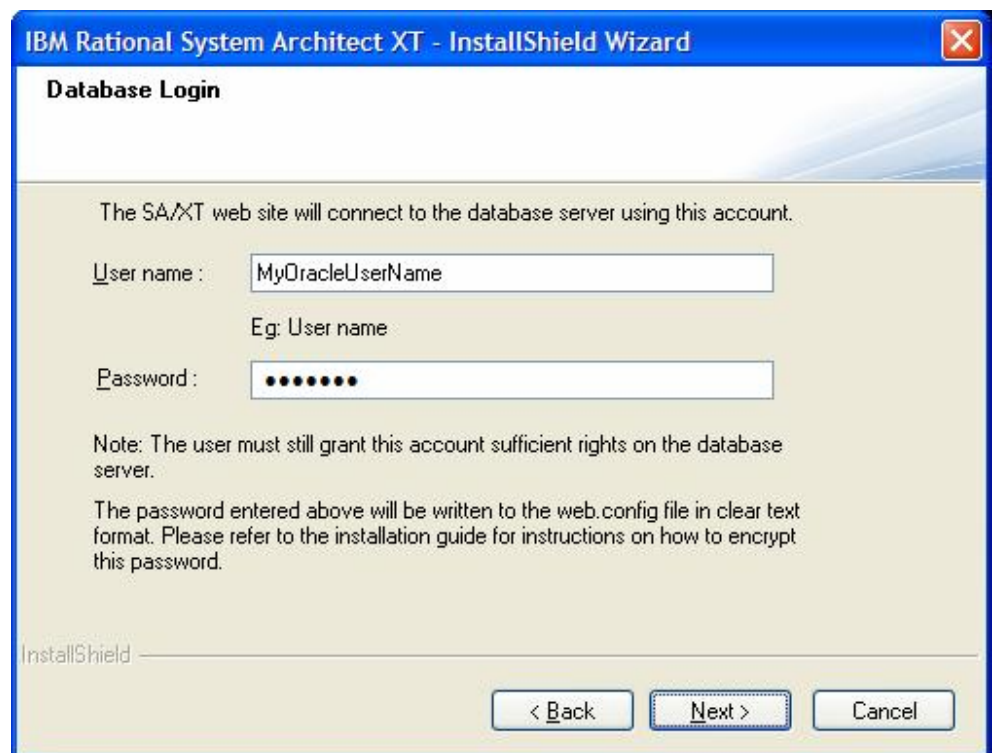 IBM Rational System Architect XT - InstallShield Wizard
Database Login
The SA/XT web site will connect to the database server using this account.
User name :
MyOracleUserName
Eg: User name
Password :
•••••••
Note: The user must still grant this account sufficient rights on the database
server.
The password entered above will be written to the web.config file in clear text
format. Please refer to the installation guide for instructions on how to encrypt
this password.
InstallShield
< Back
Next >
Cancel